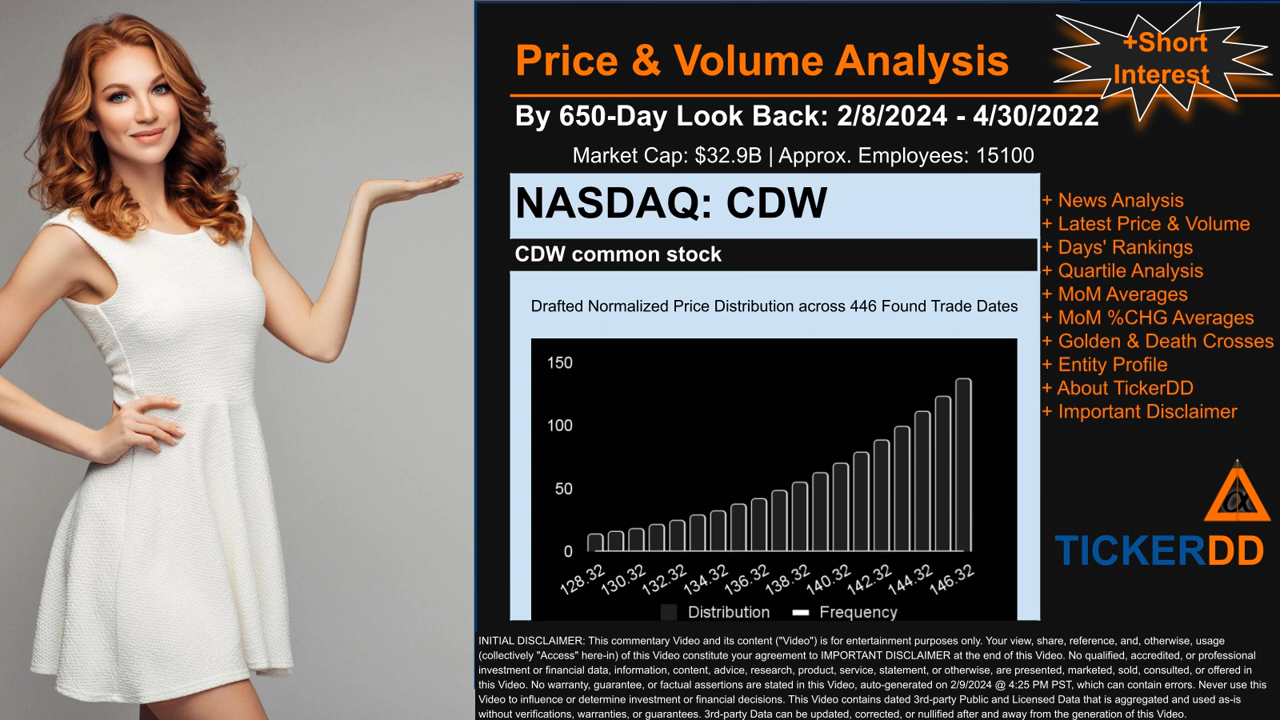 Price & Volume Analysis
+Short
Interest
By 650-Day Look Back: 2/8/2024 - 4/30/2022
Market Cap: $32.9B | Approx. Employees: 15100
NASDAQ: CDW
CDW common stock
Drafted Normalized Price Distribution across 446 Found Trade Dates
150
100
50
0
128.32
130.32
132.32
134.32
136.32
138.32
140.32
142.32
144.32
146.32
Distribution
Frequency
+ News Analysis
+ Latest Price & Volume
+ Days' Rankings
+ Quartile Analysis
+ MoM Averages
+ MoM %CHG Averages
+ Golden & Death Crosses
+ Entity Profile
+ About TickerDD
+ Important Disclaimer
TICKERDD
INITIAL DISCLAIMER: This commentary Video and its content ("Video") is for entertainment purposes only. Your view, share, reference, and, otherwise, usage
(collectively "Access" here-in) of this Video constitute your agreement to IMPORTANT DISCLAIMER at the end of this Video. No qualified, accredited, or professional
investment or financial data, information, content, advice, research, product, service, statement, or otherwise, are presented, marketed, sold, consulted, or offered in
this Video. No warranty, guarantee, or factual assertions are stated in this Video, auto-generated on 2/9/2024 @ 4:25 PM PST, which can contain errors. Never use this
Video to influence or determine investment or financial decisions. This Video contains dated 3rd-party Public and Licensed Data that is aggregated and used as-is
without verifications, warranties, or guarantees. 3rd-party Data can be updated, corrected, or nullified after and away from the generation of this Video.